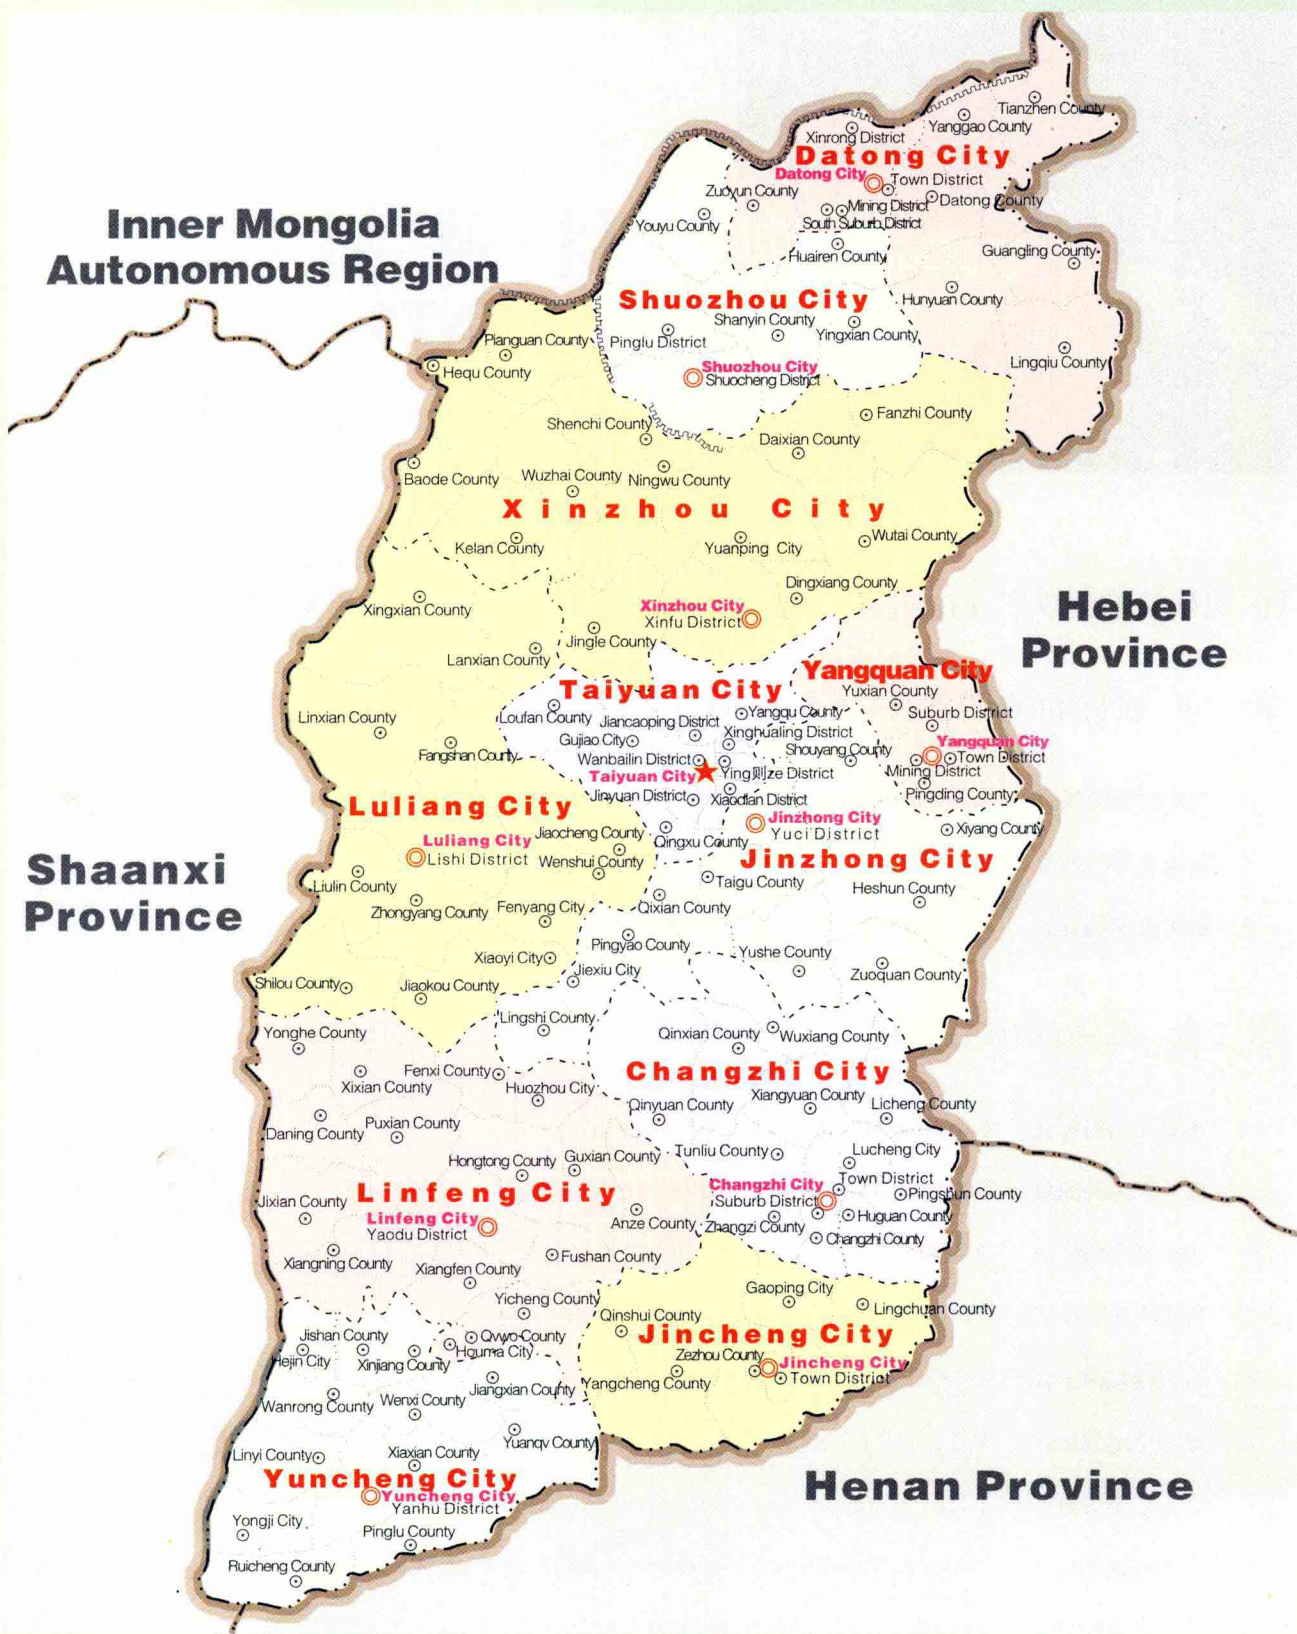 Tianzhen County
Yanggao County
Xinrong District
Datong City
Datong City
Town District
Zuoyun County
Mining District
Datong County
Youyu County
South Suburb District
Inner Mongolia
Autonomous Region
Huairen County
Guangling County
Shuozhou City
Hunyuan County
Shanyin County
Yingxian County
Pianguan County
Pinglu District
Lingqiu County
Hequ County
Shuozhou City
Shuocheng District
Fanzhi County
Shenchi County
Daixian County
Baode County
Wuzhai County
Ningwu County
Xinzhou City
Kelan County
Yuanping City
Wutai County
Dingxiang County
Xingxian County
Xinzhou City
Xinfu District
Hebei
Province
Jingle County
Lanxian County
Yangquan City
Taiyuan City
Yuxian County
Linxian County
Loufan County
Jiancaoping District
Yangqu County
Suburb District
Gujiao City
Xinghualing District
Yangquan City
Fangshan County
Wanbailin District
Shouyang County
Town District
Taiyuan City
Ying则ze District
Mining District
Jinyuan District
Xiaodian District
Pingding County
Luliang City
Jinzhong City
Yuci District
Xiyang County
Luliang City
Jiaocheng County
Qingxu County
Lishi District
Wenshui County
Jinzhong City
Shaanxi
Province
Liulin County
Taigu County
Heshun County
Zhongyang County
Fenyang City
Qixian County
Pingyao County
Yushe County
Xiaoyi City
Jiexiu City
Zuoquan County
Shilou County
Jiaokou County
Lingshi County
Yonghe County
Qinxian County
Wuxiang County
Fenxi County
Changzhi City
Xixian County
Huozhou City
Xiangyuan County
Qinyuan County
Licheng County
Puxian County
Daning County
Hongtong County
Guxian County
Tunliu County
Lucheng City
Changzhi City
Town District
Linfeng City
Pingshun County
Jixian County
Suburb District
Linfeng City
Yaodu District
Anze County
Zhangzi County
Huguan County
Changzhi County
Xiangning County
Xiangfen County
Fushan County
Gaoping City
Yicheng County
Qinshui County
Lingchuan County
Jishan County
Qvwo County
Jincheng City
Hejin City
Xinjiang County
Houma City
Zezhou County
Jincheng City
Jiangxian County
Yangcheng County
Town District
Wanrong County
Wenxi County
Yuanqv County
Linyi County
Xiaxian County
Yuncheng City
Henan Province
Yuncheng City
Yanhu District
Yongji City
Pinglu County
Ruicheng County